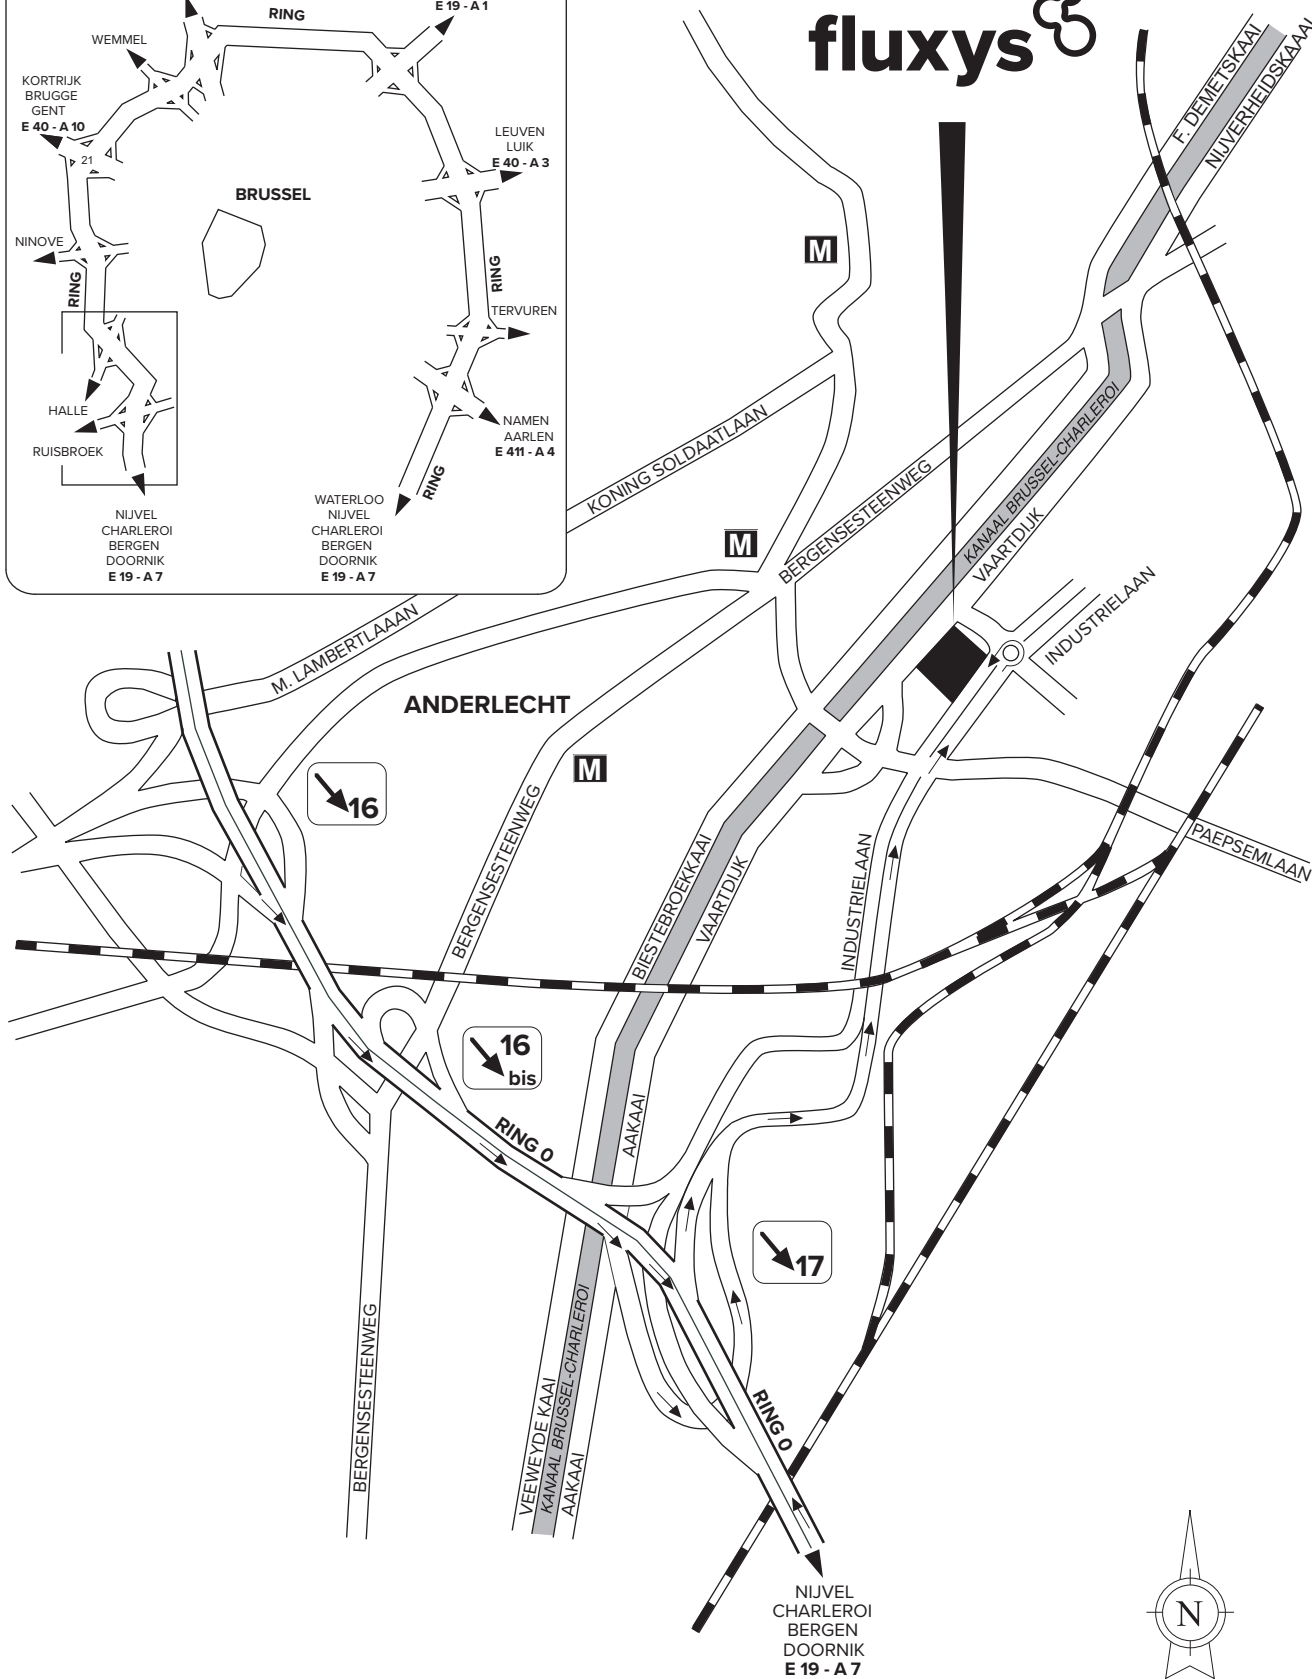 RING
E 19 - A 1
WEMMEL
KORTRIJK
BRUGGE
GENT
E 40 - A 10
21
LEUVEN
LUIK
E 40 - A 3
BRUSSEL
NINOVE
RING
RING
TERVUREN
HALLE
RUISBROEK
NAMEN
AARLEN
E 411 - A 4
RING
NIJVEL
CHARLEROI
BERGEN
DOORNIK
E 19 - A 7
WATERLOO
NIJVEL
CHARLEROI
BERGEN
DOORNIK
E 19 - A 7
fluxys
F. DEMETSKAAI
NIJVERHEIDSKAAAI
M
KONING SOLDAATLAAN
M
BERGENSESTEENWEG
KANAAL BRUSSEL-CHARLEROI
VAARTDIJK
INDUSTRIELAAN
M. LAMBERTLAAAN
ANDERLECHT
M
16
BERGENSESTEENWEG
BIESTEBROEKKAAI
VAARTDIJK
INDUSTRIELAAN
PAEPSEMLAAN
16
bis
RING 0
AAKAAI
17
BERGENSESTEENWEG
VEEWEYDE KAAI
KANAAL BRUSSEL-CHARLEROI
AAKAAI
RING 0
NIJVEL
CHARLEROI
BERGEN
DOORNIK
E 19 - A 7
N